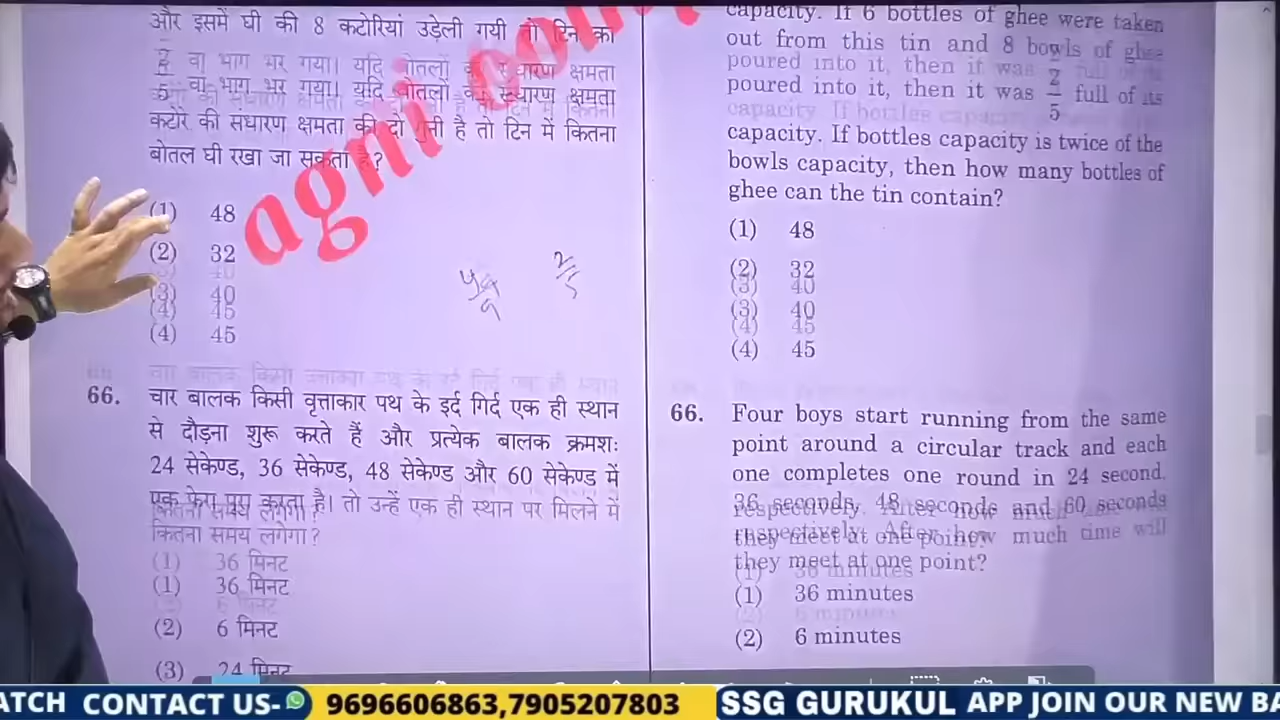 और इसमें घी की 8 कटोरियां उड़ेली गयी तो टिन का
वा भाग भर गया। यदि बोतलों की साधारण क्षमता
कटोरे की सधारण क्षमता की दो गुनी है तो टिन में कितना
बोतल घी रखा जा सकता है?
(1) 48
(2) 32
(3) 40
(4) 45
agni
66. चार बालक किसी वृत्ताकार पथ के इर्द गिर्द एक ही स्थान
से दौड़ना शुरू करते हैं और प्रत्येक बालक क्रमशः
24 सेकेण्ड, 36 सेकेण्ड, 48 सेकेण्ड और 60 सेकेण्ड में
एक फेरा पूरा करता है। तो उन्हें एक ही स्थान पर मिलने में
कितना समय लगेगा?
(1) 36 मिनट
(2) 6 मिनट
(3) 24 मिनट
capacity. If 6 bottles of ghee were taken
out from this tin and 8 bowls of ghee
poured into it, then it was 2/5 full of its
capacity. If bottles capacity is twice of the
bowls capacity, then how many bottles of
ghee can the tin contain?
(1) 48
(2) 32
(3) 40
(4) 45
2/5
66. Four boys start running from the same
point around a circular track and each
one completes one round in 24 second,
36 seconds, 48 seconds and 60 seconds
respectively. After how much time will
they meet at one point?
(1) 36 minutes
(2) 6 minutes
ATCH CONTACT US- 9696606863,7905207803 SSG GURUKUL APP JOIN OUR NEW BA